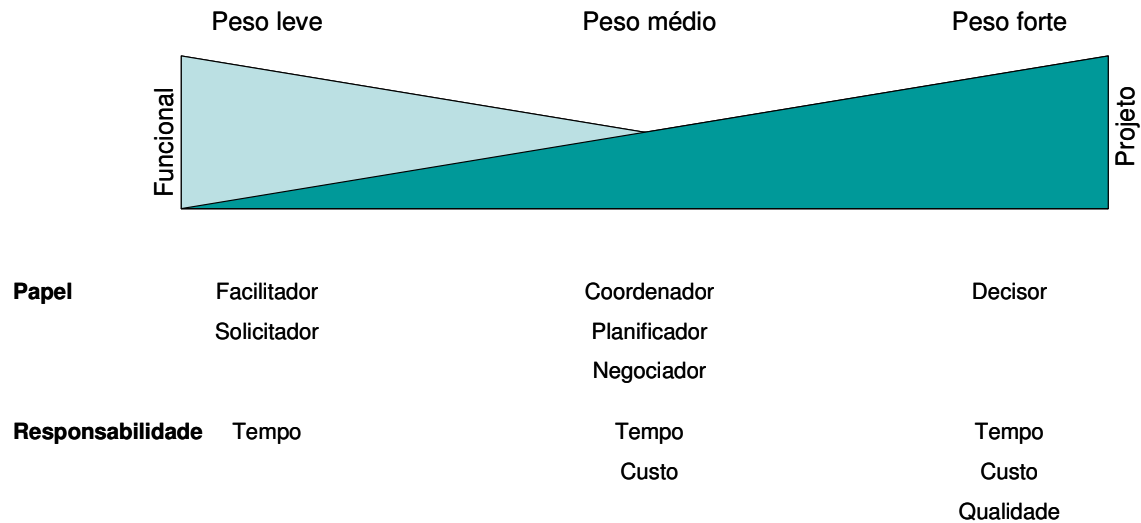 Peso leve Peso médio Peso forte
Funcional
Projeto
Papel Facilitador Coordenador Decisor
Solicitador Planificador
Negociador
Responsabilidade Tempo Tempo Tempo
Custo Custo
Qualidade